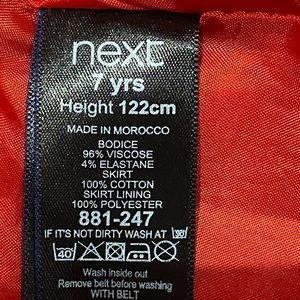 next
7 yrs
Height 122cm
MADE IN MOROCCO
BODICE
96% VISCOSE
4% ELASTANE
SKIRT
100% COTTON
SKIRT LINING
100% POLYESTER
881-247
IF IT'S NOT DIRTY WASH AT 30°
40
Wash inside out
Remove belt before washing
WITH BELT